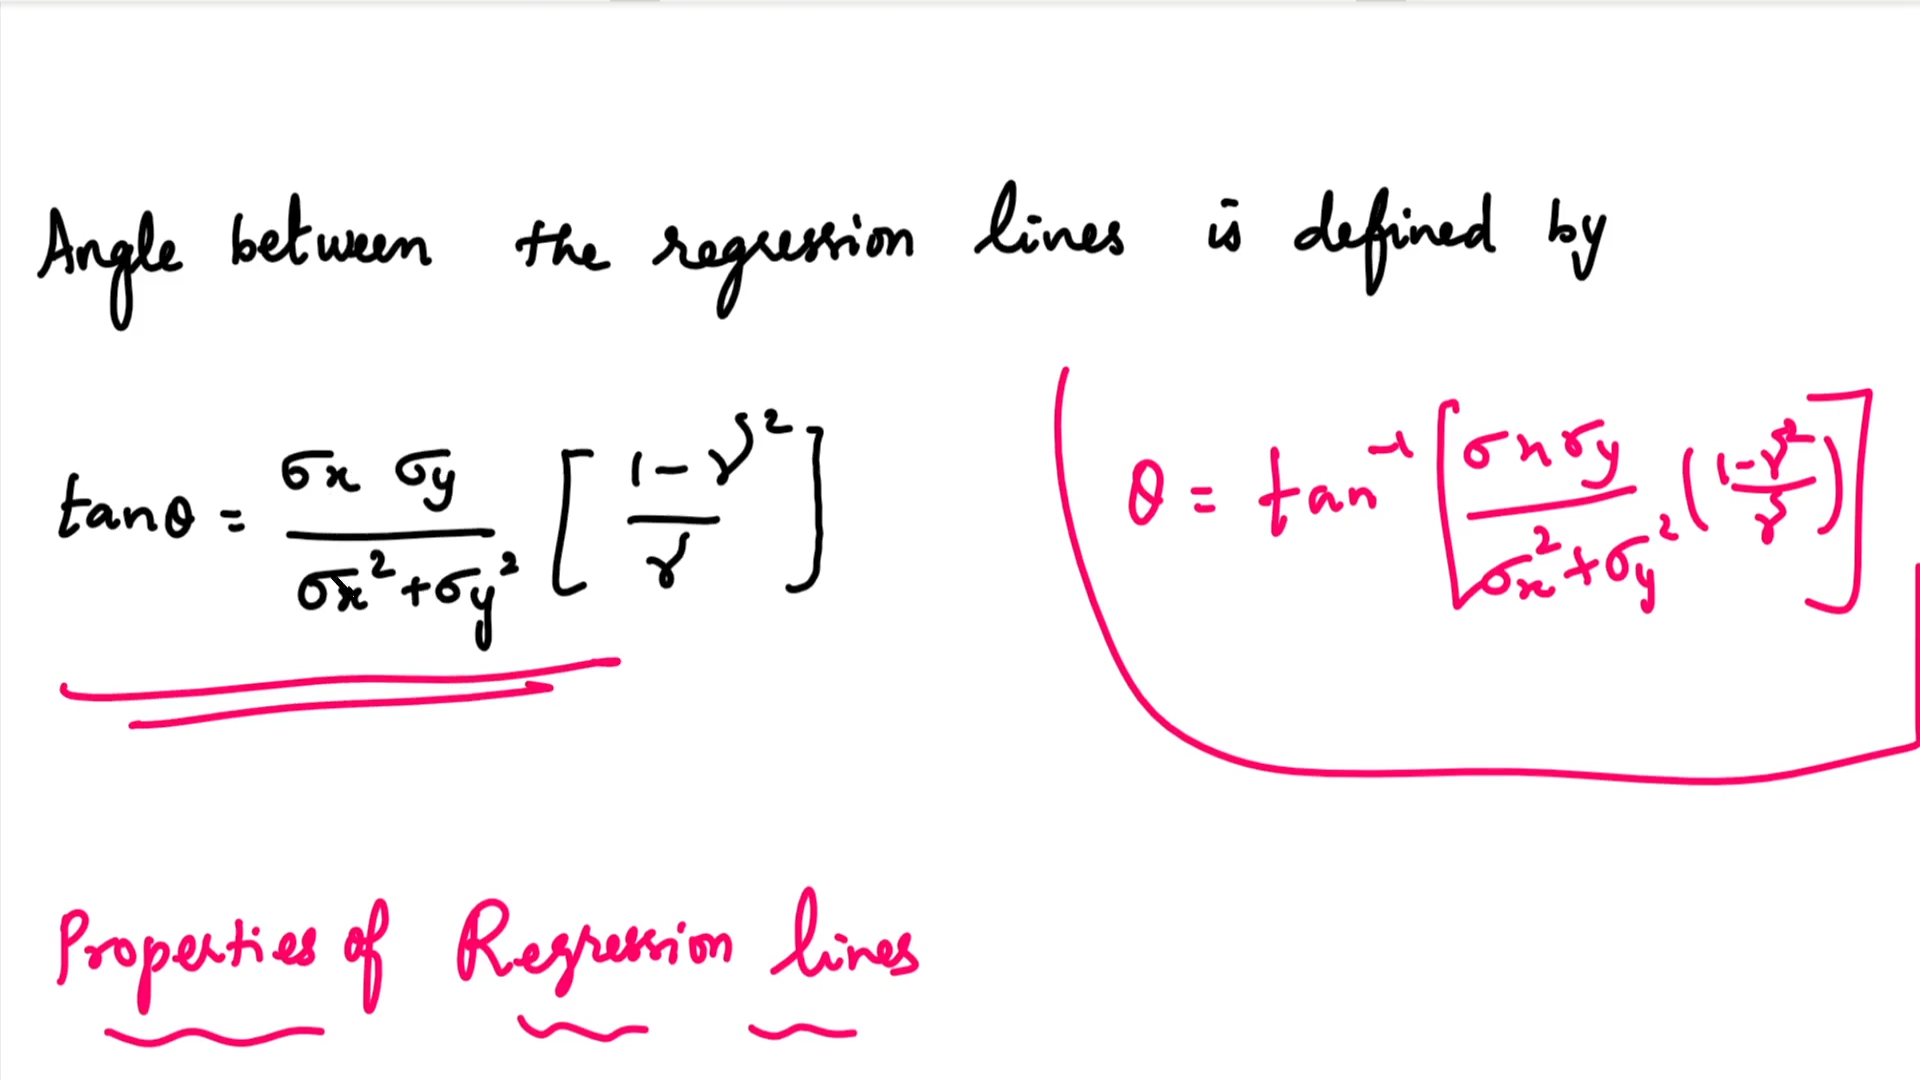 Angle between the regression lines is defined by
tanθ = σx σy / σx² + σy² [ 1 - r² / r ]
θ = tan⁻¹ [ σx σy / σx² + σy² ( 1 - r² / r ) ]
Properties of Regression lines